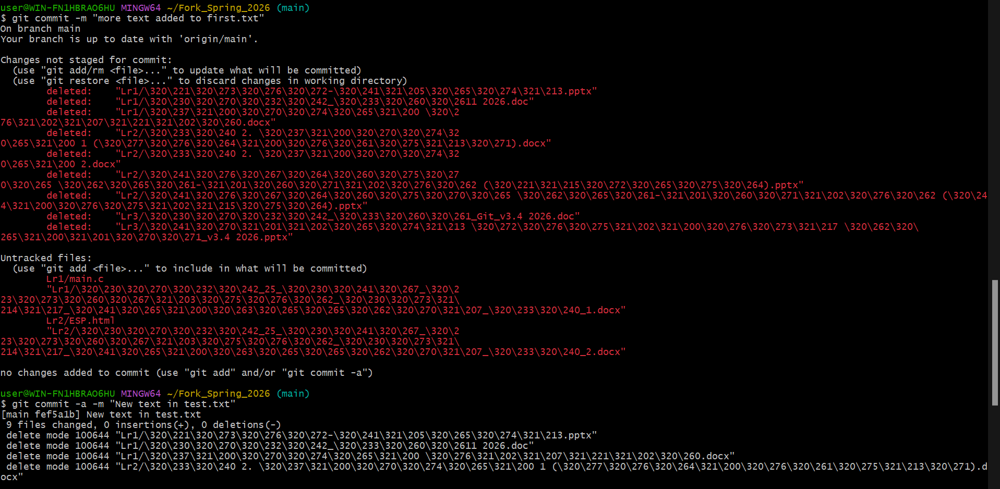 user@WIN-FN1HBRAO6HU MINGW64 ~/Fork_Spring_2026 (main)
$ git commit -m "more text added to first.txt"
On branch main
Your branch is up to date with 'origin/main'.
Changes not staged for commit:
(use "git add/rm <file>..." to update what will be committed)
(use "git restore <file>..." to discard changes in working directory)
deleted:    "Lr1/\320\221\320\273\320\276\320\272-\320\241\321\205\320\265\320\274\321\213.pptx"
deleted:    "Lr1/\320\230\320\270\320\232\320\242_\320\233\320\260\320\2611 2026.doc"
deleted:    "Lr1/\320\237\321\200\320\270\320\274\320\265\321\200 \320\2
76\321\202\321\207\321\221\321\202\320\260.docx"
deleted:    "Lr2/\320\233\320\240 2. \320\237\321\200\320\270\320\274\32
0\265\321\200 1 (\320\277\320\276\320\264\321\200\320\276\320\261\320\275\321\213\320\271).docx"
deleted:    "Lr2/\320\233\320\240 2. \320\237\321\200\320\270\320\274\32
0\265\321\200 2.docx"
deleted:    "Lr2/\320\241\320\276\320\267\320\264\320\260\320\275\320\27
0\320\265 \320\262\320\265\320\261-\321\201\320\260\320\271\321\202\320\276\320\262 (\320\221\321\215\320\272\320\265\320\275\320\264).pptx"
deleted:    "Lr2/\320\241\320\276\320\267\320\264\320\260\320\275\320\270\320\265 \320\262\320\265\320\261-\321\201\320\260\320\271\321\202\320\276\320\262 (\320\24
4\321\200\320\276\320\275\321\202\321\215\320\275\320\264).pptx"
deleted:    "Lr3/\320\230\320\270\320\232\320\242_\320\233\320\260\320\261_Git_v3.4 2026.doc"
deleted:    "Lr3/\320\241\320\270\321\201\321\202\320\265\320\274\321\213 \320\272\320\276\320\275\321\202\321\200\320\276\320\273\321\217 \320\262\320\
265\321\200\321\201\320\270\320\271_v3.4 2026.pptx"
Untracked files:
(use "git add <file>..." to include in what will be committed)
Lr1/main.c
"Lr1/\320\230\320\270\320\232\320\242_25_\320\230\320\241\320\267_\320\2
23\320\273\320\260\320\267\321\203\320\275\320\276\320\262_\320\230\320\273\321\
214\321\217_\320\241\320\265\321\200\320\263\320\265\320\265\320\262\320\270\321\207_\320\233\320\240_1.docx"
Lr2/ESP.html
"Lr2/\320\230\320\270\320\232\320\242_25_\320\230\320\241\320\267_\320\2
23\320\273\320\260\320\267\321\203\320\275\320\276\320\262_\320\230\320\273\321\
214\321\217_\320\241\320\265\321\200\320\263\320\265\320\265\320\262\320\270\321\207_\320\233\320\240_2.docx"
no changes added to commit (use "git add" and/or "git commit -a")
user@WIN-FN1HBRAO6HU MINGW64 ~/Fork_Spring_2026 (main)
$ git commit -a -m "New text in test.txt"
[main fef5a1b] New text in test.txt
9 files changed, 0 insertions(+), 0 deletions(-)
delete mode 100644 "Lr1/\320\221\320\273\320\276\320\272-\320\241\321\205\320\265\320\274\321\213.pptx"
delete mode 100644 "Lr1/\320\230\320\270\320\232\320\242_\320\233\320\260\320\2611 2026.doc"
delete mode 100644 "Lr1/\320\237\321\200\320\270\320\274\320\265\321\200 \320\276\321\202\321\207\321\221\321\202\320\260.docx"
delete mode 100644 "Lr2/\320\233\320\240 2. \320\237\321\200\320\270\320\274\320\265\321\200 1 (\320\277\320\276\320\264\321\200\320\276\320\261\320\275\321\213\320\271).d
ocx"